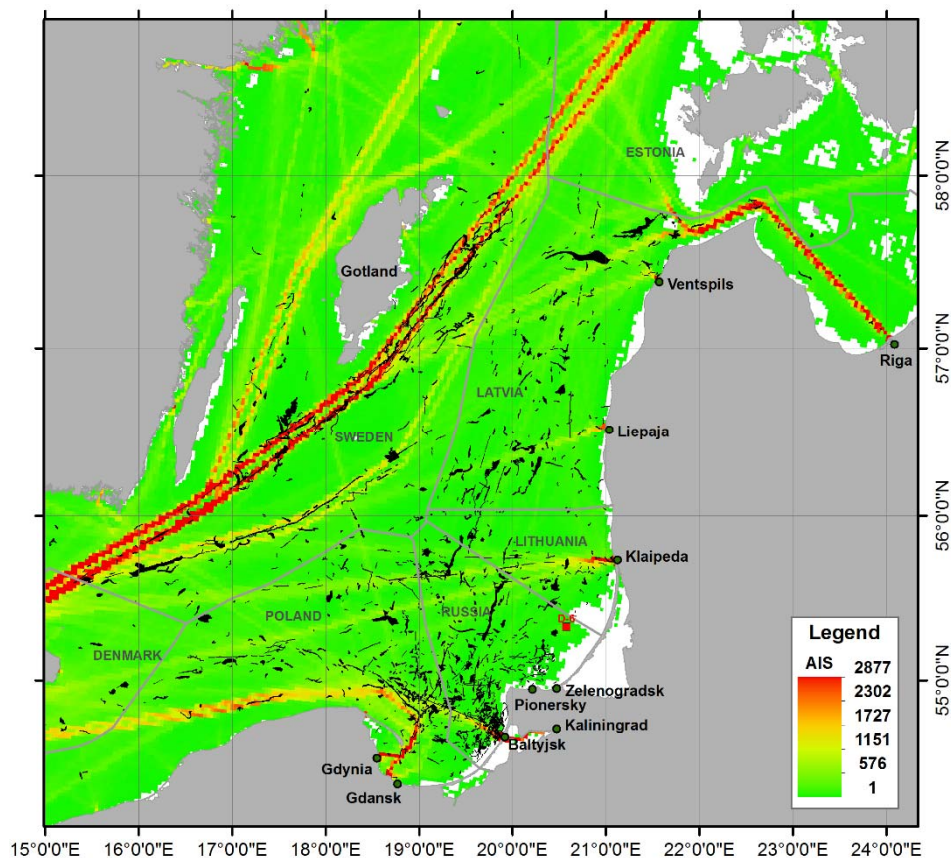 ESTONIA
58°0'0"N
Gotland
Ventspils
57°0'0"N
Riga
LATVIA
SWEDEN
Liepaja
56°0'0"N
LITHUANIA
Klaipeda
POLAND
RUSSIA
D-6
DENMARK
Legend
AIS
2877
2302
1727
1151
576
1
55°0'0"N
Zelenogradsk
Pionersky
Kaliningrad
Baltyjsk
Gdynia
Gdansk
15°0'0"E 16°0'0"E 17°0'0"E 18°0'0"E 19°0'0"E 20°0'0"E 21°0'0"E 22°0'0"E 23°0'0"E 24°0'0"E